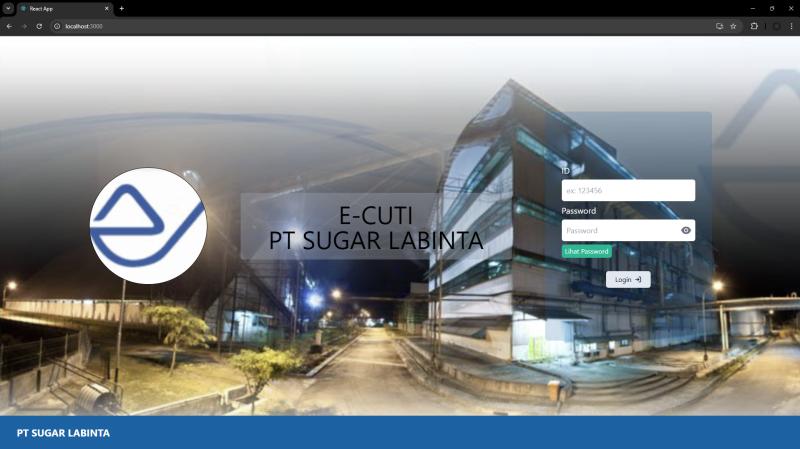 React App
localhost:3000
E-CUTI
PT SUGAR LABINTA
ID
ex: 123456
Password
Password
Lihat Password
Login
PT SUGAR LABINTA